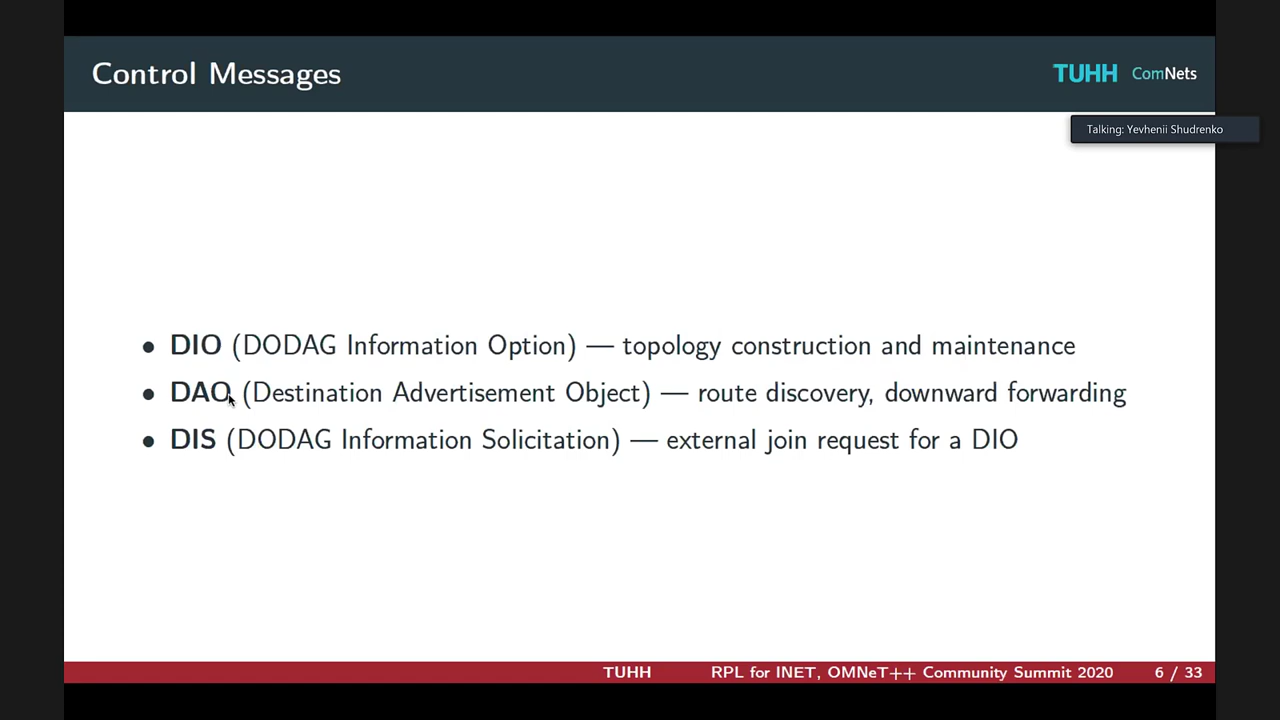 Control Messages
TUHH ComNets
Talking: Yevhenii Shudrenko
• DIO (DODAG Information Option) — topology construction and maintenance
• DAO (Destination Advertisement Object) — route discovery, downward forwarding
• DIS (DODAG Information Solicitation) — external join request for a DIO
TUHH RPL for INET, OMNeT++ Community Summit 2020 6 / 33